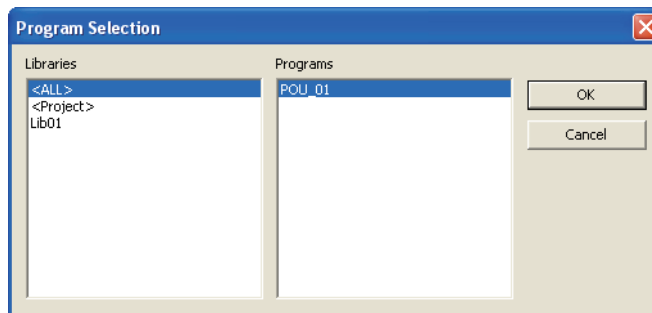 Program Selection
Libraries
Programs
<ALL>
<Project>
Lib01
POU_01
OK
Cancel